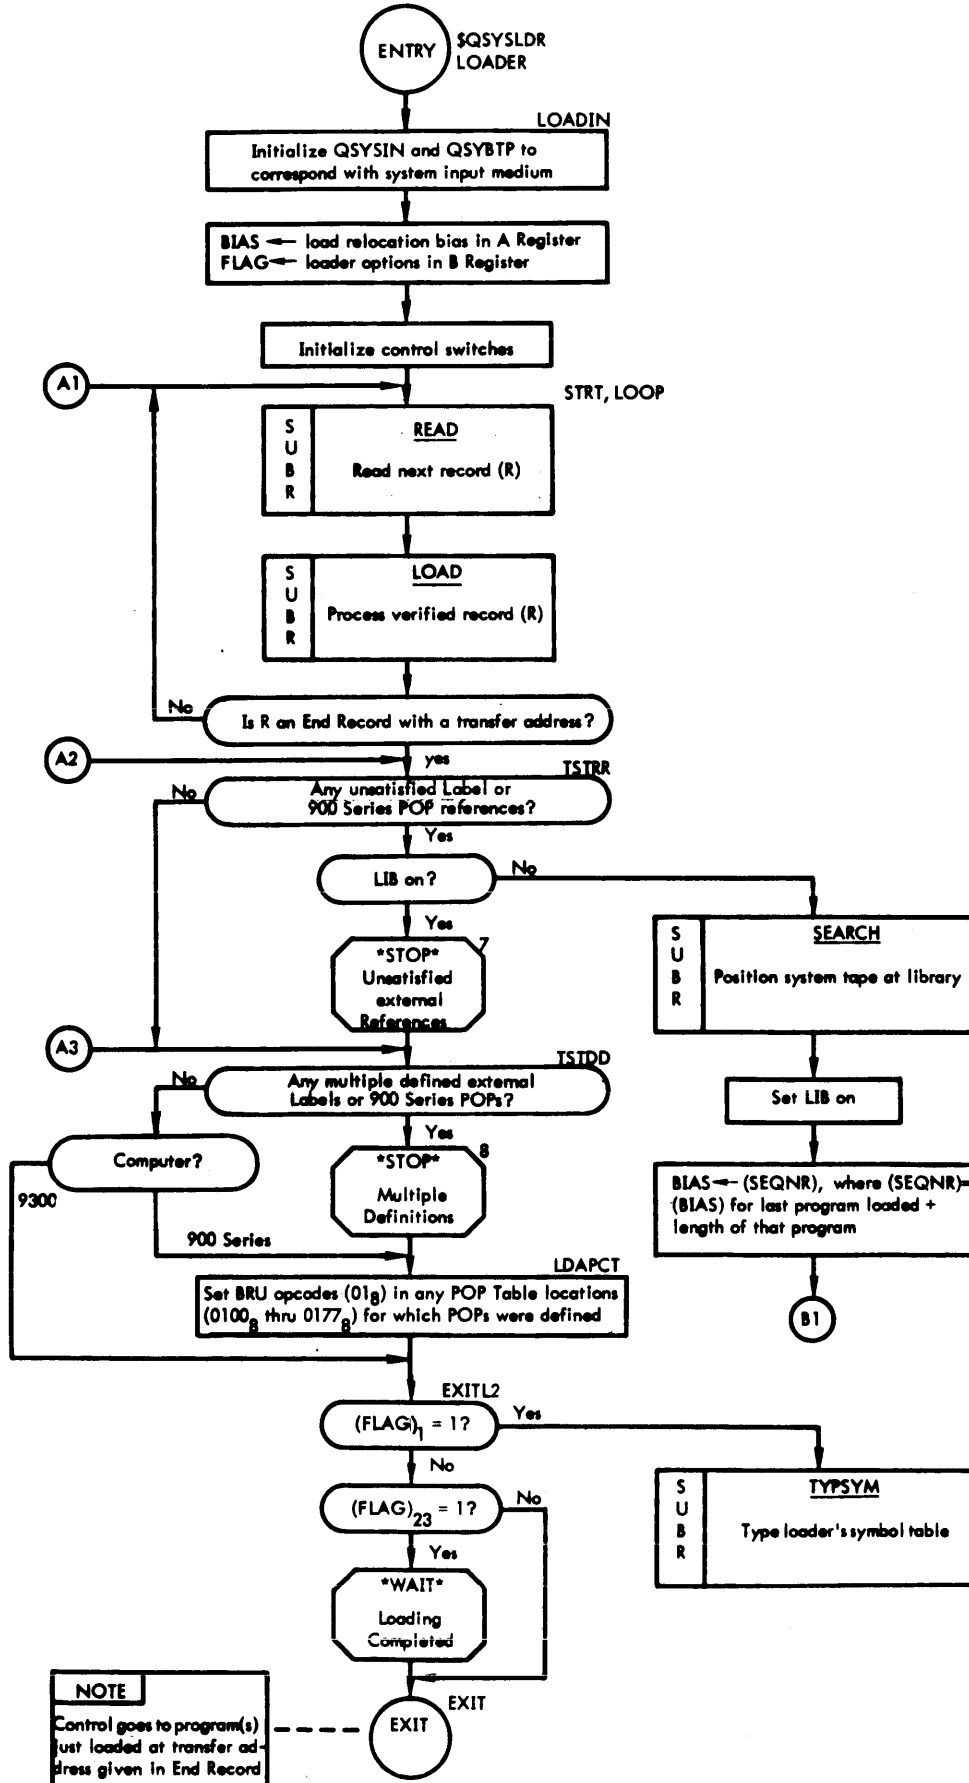 ENTRY
$QSYSLDR
LOADER
LOADIN
Initialize QSYSIN and QSYBTP to
correspond with system input medium
BIAS ← load relocation bias in A Register
FLAG ← loader options in B Register
Initialize control switches
A1
STRT, LOOP
S
U
B
R
READ
Read next record (R)
S
U
B
R
LOAD
Process verified record (R)
No
Is R an End Record with a transfer address?
A2
yes
TSTRR
No
Any unsatisfied Label or
900 Series POP references?
Yes
LIB on?
No
Yes
7
*STOP*
Unsatisfied
external
References
S
U
B
R
SEARCH
Position system tape at library
A3
TSTDD
No
Any multiple defined external
Labels or 900 Series POPs?
Set LIB on
Yes
8
Computer?
*STOP*
Multiple
Definitions
9300
BIAS ← (SEQNR), where (SEQNR)=
(BIAS) for last program loaded +
length of that program
900 Series
LDAPCT
Set BRU opcodes (01₈) in any POP Table locations
(0100₈ thru 0177₈) for which POPs were defined
B1
EXITL2
(FLAG)₁ = 1?
Yes
No
S
U
B
R
TYPSYM
Type loader's symbol table
(FLAG)₂₃ = 1?
No
Yes
*WAIT*
Loading
Completed
NOTE
Control goes to program(s)
just loaded at transfer ad-
dress given in End Record
EXIT
EXIT